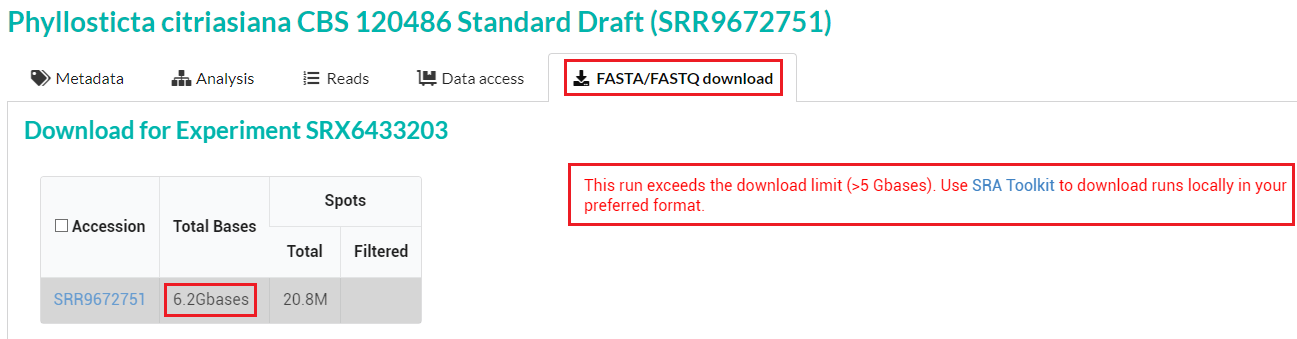 Phyllosticta citriasiana CBS 120486 Standard Draft (SRR9672751)
Metadata
Analysis
Reads
Data access
FASTA/FASTQ download
Download for Experiment SRX6433203
This run exceeds the download limit (>5 Gbases). Use SRA Toolkit to download runs locally in your
preferred format.
Accession
Total Bases
Spots
Total
Filtered
SRR9672751
6.2Gbases
20.8M